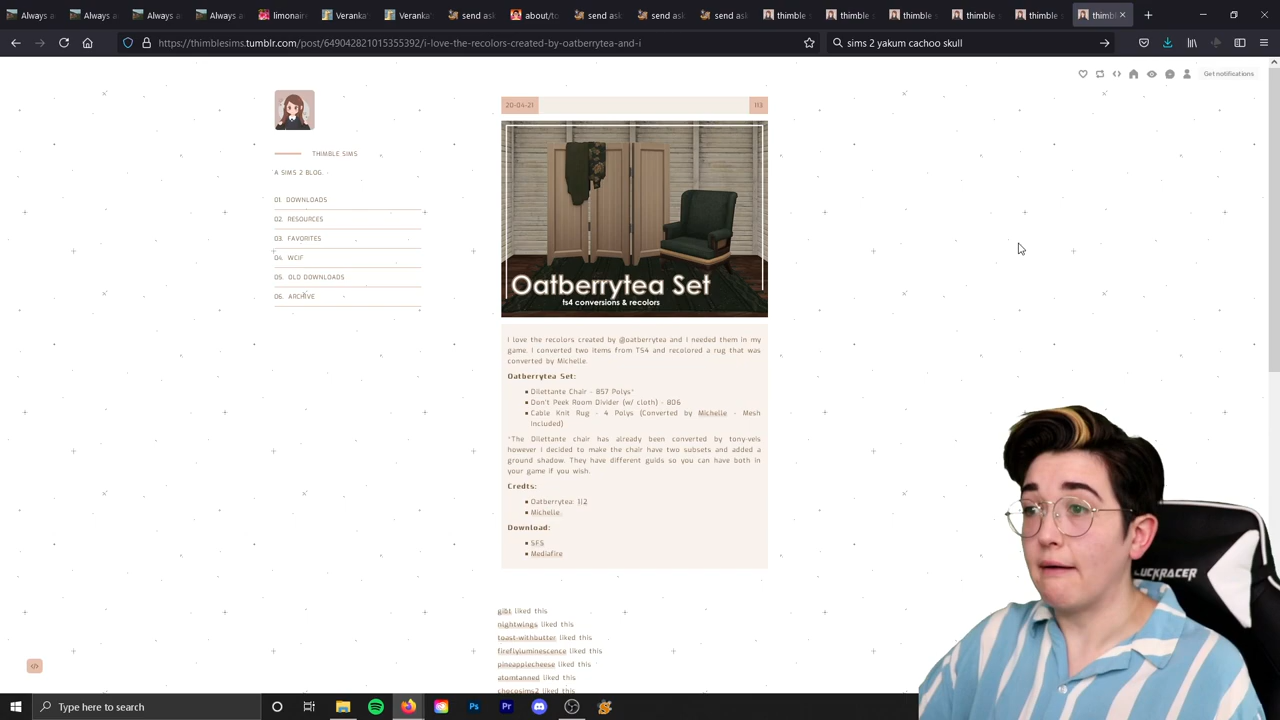 https://thimblesims.tumblr.com/post/649042821015355392/i-love-the-recolors-created-by-oatberrytea-and-i
sims 2 yakum cachoo skull
Get notifications
20-04-21
113
THIMBLE SIMS
A SIMS 2 BLOG.
01. DOWNLOADS
02. RESOURCES
03. FAVORITES
04. WCIF
05. OLD DOWNLOADS
06. ARCHIVE
Oatberrytea Set
ts4 conversions & recolors
I love the recolors created by @oatberrytea and I needed them in my
game. I converted two items from TS4 and recolored a rug that was
converted by Michelle.
Oatberrytea Set:
Dilettante Chair - 857 Polys*
Don't Peek Room Divider (w/ cloth) - 806
Cable Knit Rug - 4 Polys (Converted by Michelle - Mesh
Included)
*The Dilettante chair has already been converted by tony-veis
however I decided to make the chair have two subsets and added a
ground shadow. They have different guids so you can have both in
your game if you wish.
Credts:
Oatberrytea: 1|2
Michelle
Download:
SFS
Mediafire
gibt liked this
nightwings liked this
toast-withbutter liked this
fireflyluminescence liked this
pineapplecheese liked this
atomtanned liked this
chocosims2 liked this
LUCKRACER
Type here to search